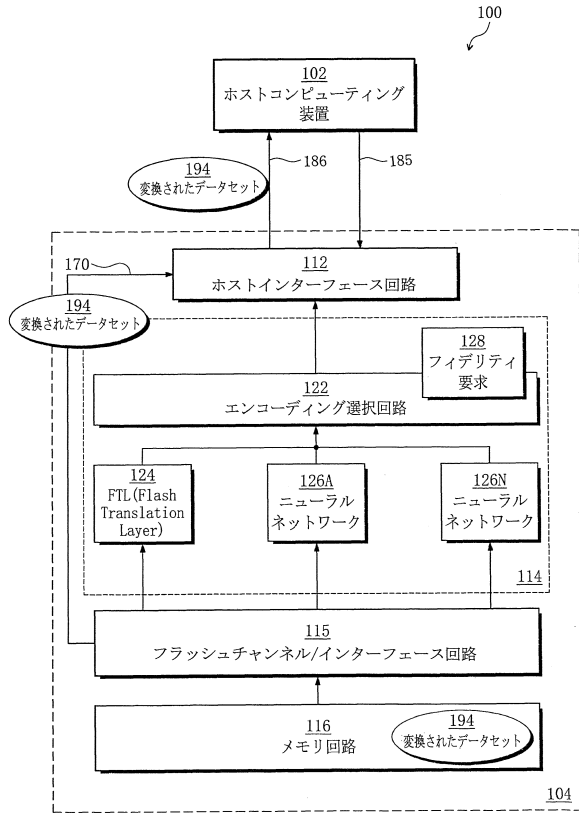 100
102
ホストコンピューティング
装置
194
変換されたデータセット
186
185
170
112
ホストインターフェース回路
194
変換されたデータセット
128
フィデリティ
要求
122
エンコーディング選択回路
124
FTL(Flash
Translation
Layer)
126A
ニューラル
ネットワーク
126N
ニューラル
ネットワーク
114
115
フラッシュチャンネル/インターフェース回路
116
メモリ回路
194
変換されたデータセット
104